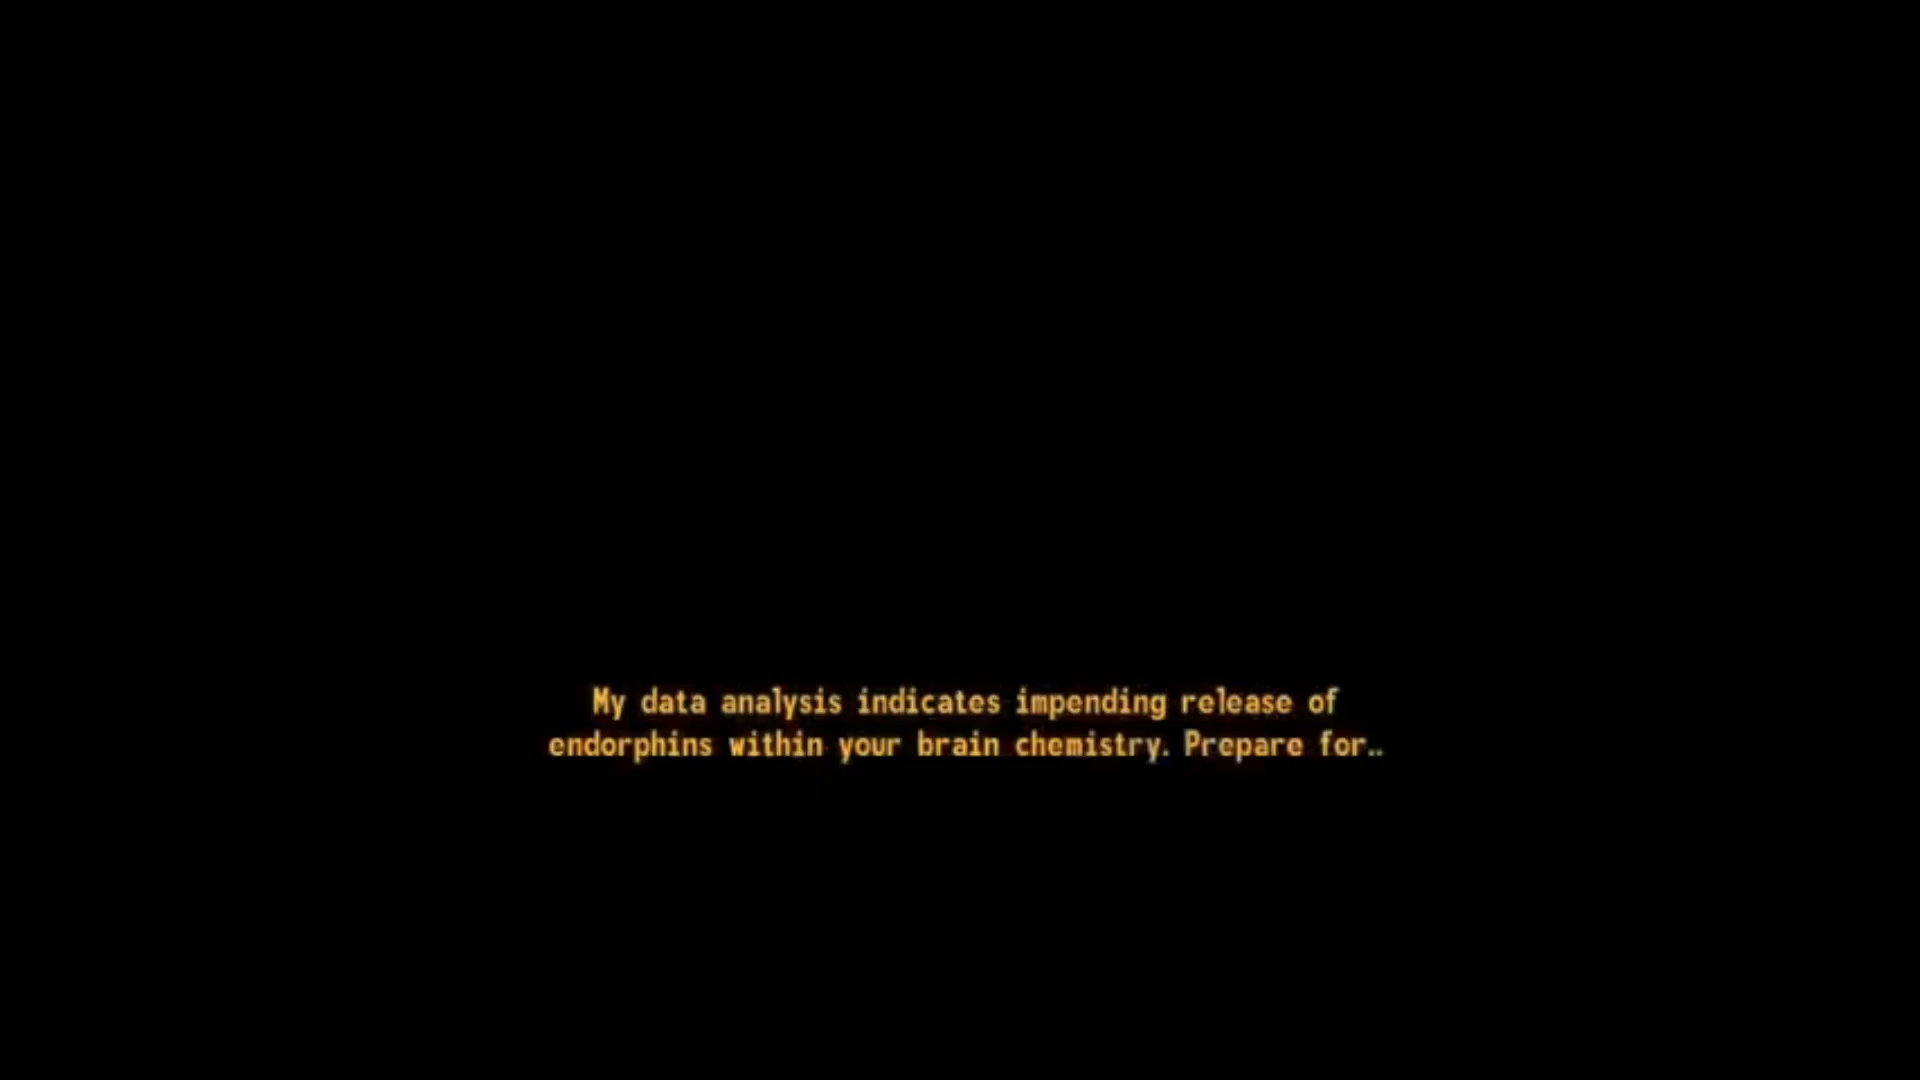 My data analysis indicates impending release of
endorphins within your brain chemistry. Prepare for..